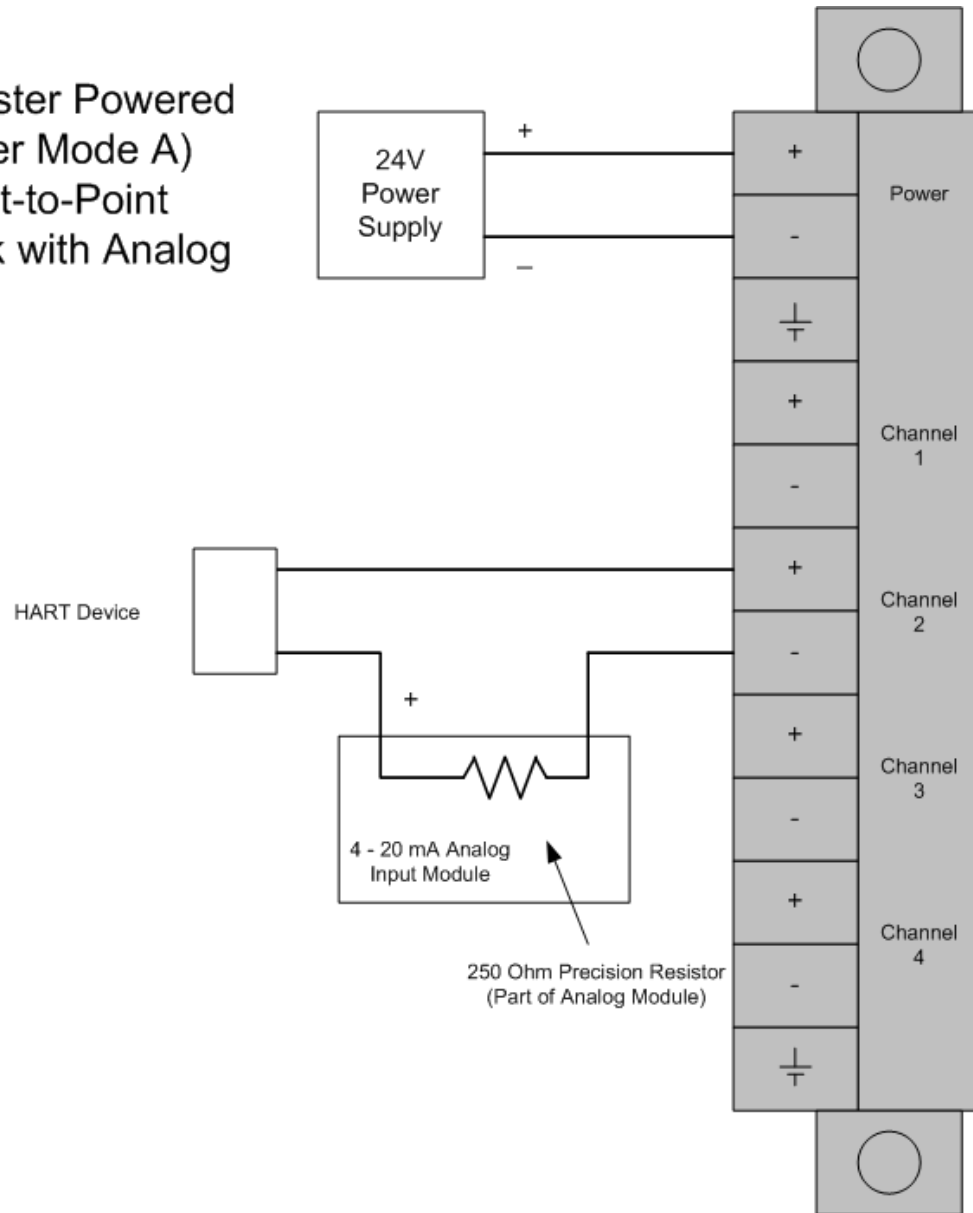 ster Powered
er Mode A)
t-to-Point
k with Analog
24V
Power
Supply
+
–
+
-
Power
+
-
Channel
1
HART Device
+
-
Channel
2
+
4 - 20 mA Analog
Input Module
250 Ohm Precision Resistor
(Part of Analog Module)
+
-
Channel
3
+
-
Channel
4